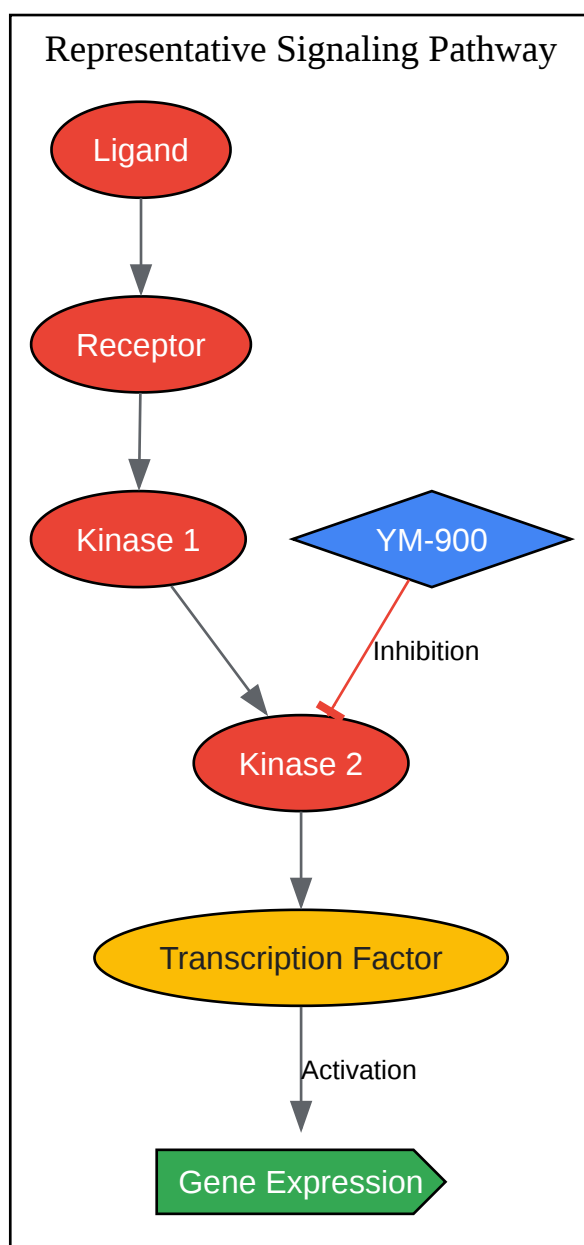 Representative Signaling Pathway
Ligand
Receptor
Kinase 1
YM-900
Inhibition
Kinase 2
Transcription Factor
Activation
Gene Expression